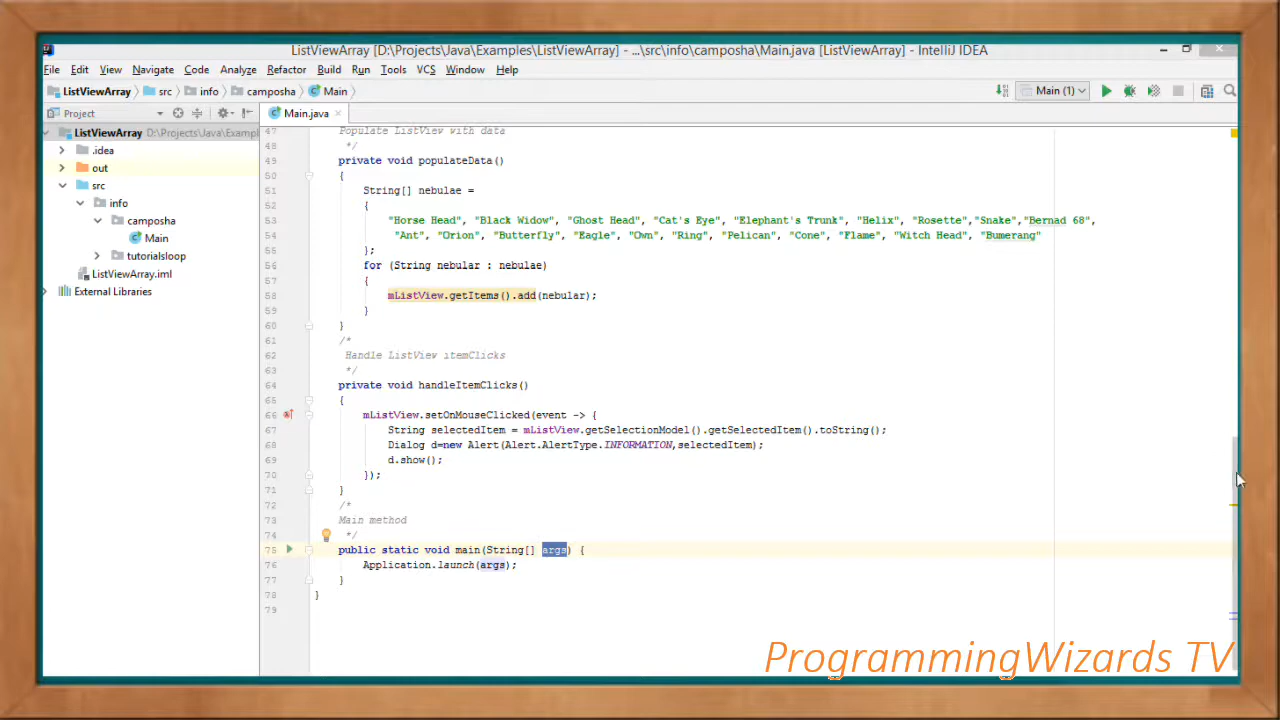 ListViewArray [D:\Projects\Java\Examples\ListViewArray] - ...\src\info\camposha\Main.java [ListViewArray] - IntelliJ IDEA
File Edit View Navigate Code Analyze Refactor Build Run Tools VCS Window Help
ListViewArray src info camposha Main Main (1)
Project Main.java
ListViewArray D:\Projects\Java\Exampl
.idea
out
src
info
camposha
Main
tutorialsloop
ListViewArray.iml
External Libraries
47 Populate ListView with data
48 */
49 private void populateData()
50 {
51 String[] nebulae =
52 {
53 "Horse Head", "Black Widow", "Ghost Head", "Cat's Eye", "Elephant's Trunk", "Helix", "Rosette","Snake","Bernad 68",
54 "Ant", "Orion", "Butterfly", "Eagle", "Own", "Ring", "Pelican", "Cone", "Flame", "Witch Head", "Bumerang"
55 };
56 for (String nebular : nebulae)
57 {
58 mListView.getItems().add(nebular);
59 }
60 }
61 /*
62 Handle ListView itemClicks
63 */
64 private void handleItemClicks()
65 {
66 mListView.setOnMouseClicked(event -> {
67 String selectedItem = mListView.getSelectionModel().getSelectedItem().toString();
68 Dialog d=new Alert(Alert.AlertType.INFORMATION,selectedItem);
69 d.show();
70 });
71 }
72 /*
73 Main method
74 */
75 public static void main(String[] args) {
76 Application.launch(args);
77 }
78 }
79
ProgrammingWizards TV